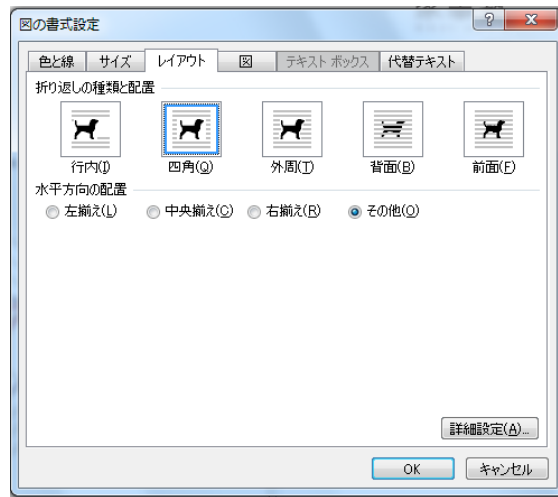 図の書式設定
色と線 サイズ レイアウト 図 テキスト ボックス 代替テキスト
折り返しの種類と配置
行内(I) 四角(Q) 外周(T) 背面(B) 前面(F)
水平方向の配置
左揃え(L) 中央揃え(C) 右揃え(R) その他(O)
詳細設定(A)...
OK キャンセル